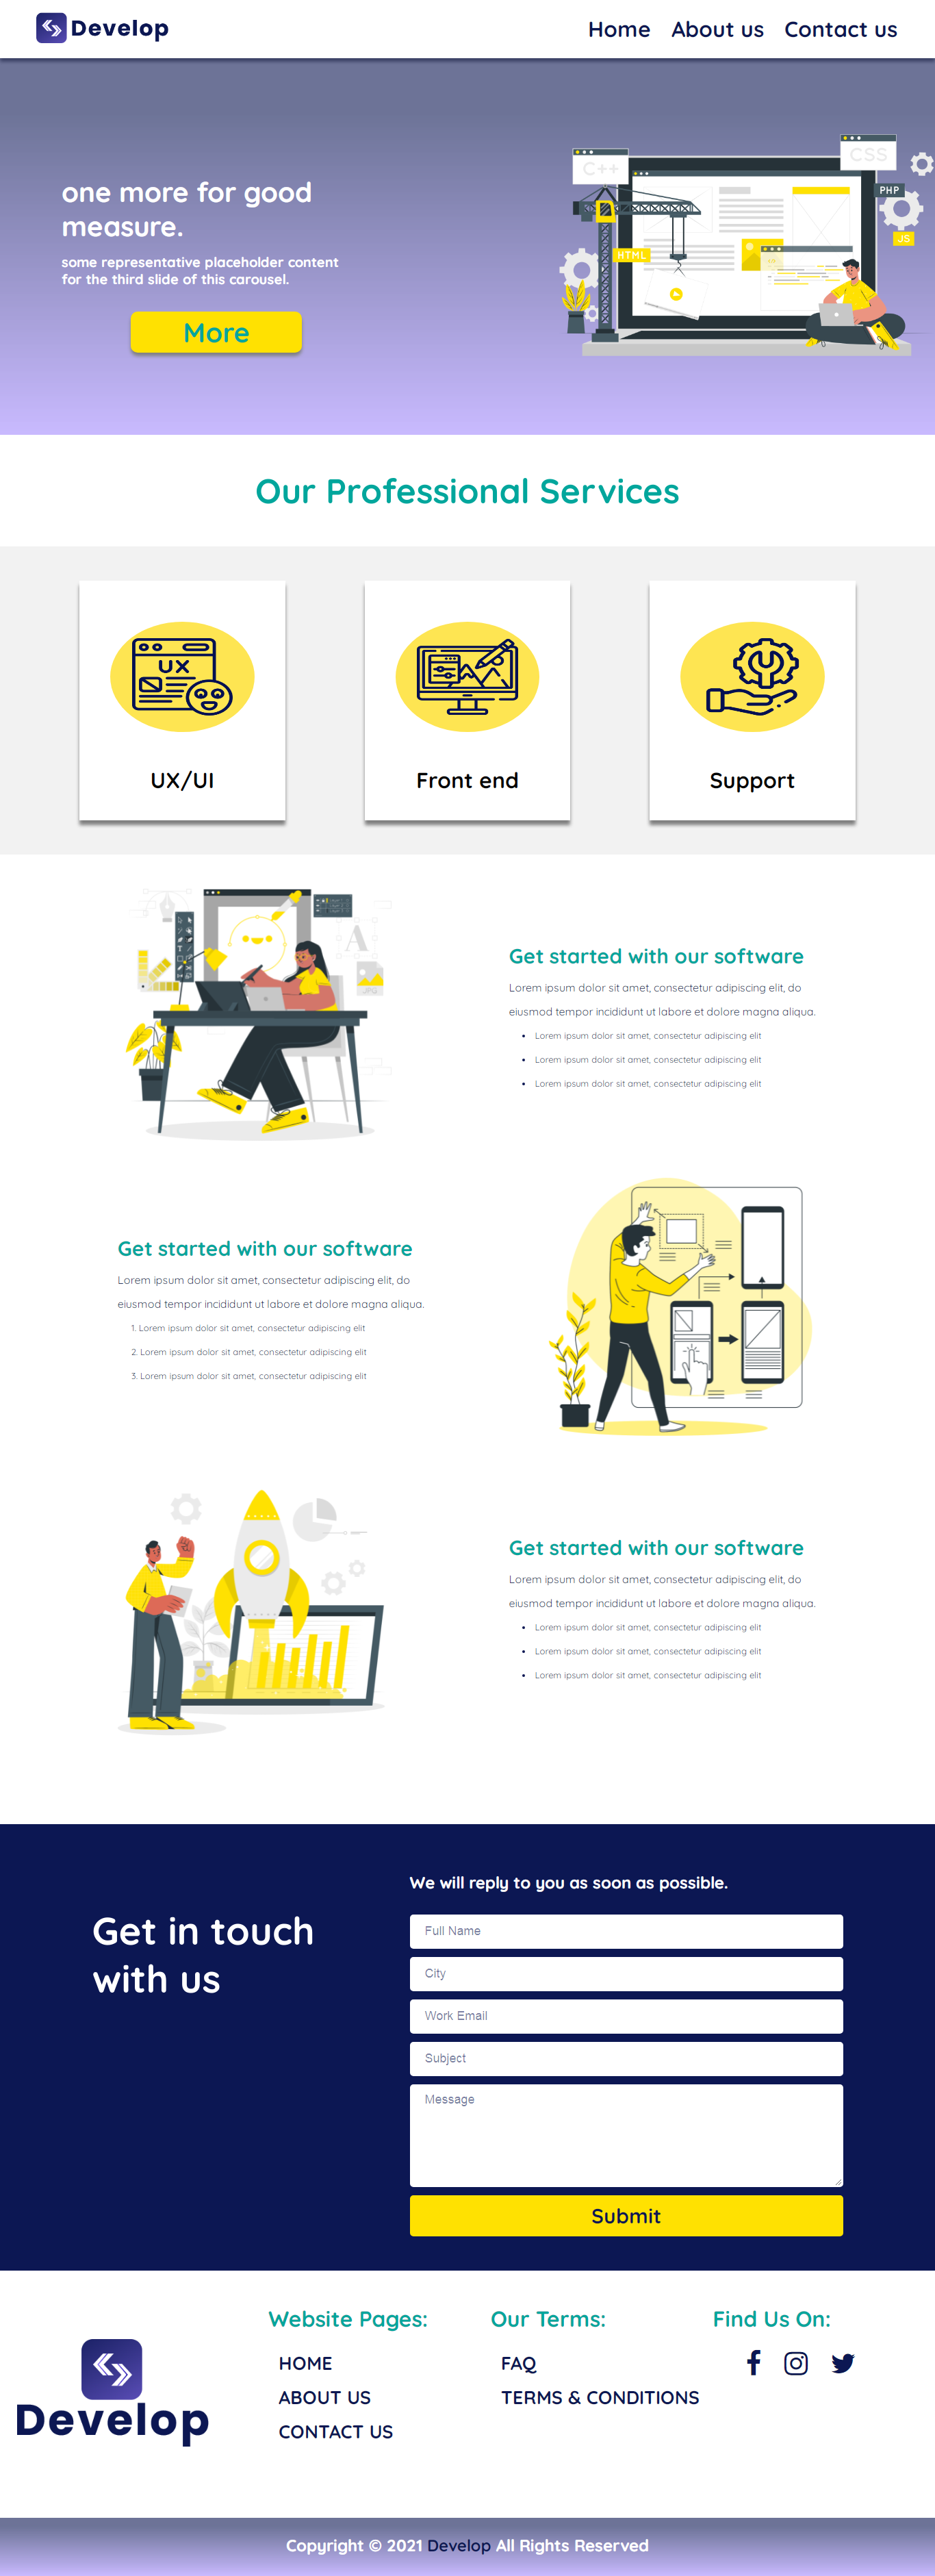 Develop
Home About us Contact us
one more for good
measure.
some representative placeholder content
for the third slide of this carousel.
More
C++
CSS
PHP
JS
HTML
Our Professional Services
UX
UX/UI
Front end
Support
A
T
JPG
Get started with our software
Lorem ipsum dolor sit amet, consectetur adipiscing elit, do
eiusmod tempor incididunt ut labore et dolore magna aliqua.
• Lorem ipsum dolor sit amet, consectetur adipiscing elit
• Lorem ipsum dolor sit amet, consectetur adipiscing elit
• Lorem ipsum dolor sit amet, consectetur adipiscing elit
Get started with our software
Lorem ipsum dolor sit amet, consectetur adipiscing elit, do
eiusmod tempor incididunt ut labore et dolore magna aliqua.
1. Lorem ipsum dolor sit amet, consectetur adipiscing elit
2. Lorem ipsum dolor sit amet, consectetur adipiscing elit
3. Lorem ipsum dolor sit amet, consectetur adipiscing elit
Get started with our software
Lorem ipsum dolor sit amet, consectetur adipiscing elit, do
eiusmod tempor incididunt ut labore et dolore magna aliqua.
• Lorem ipsum dolor sit amet, consectetur adipiscing elit
• Lorem ipsum dolor sit amet, consectetur adipiscing elit
• Lorem ipsum dolor sit amet, consectetur adipiscing elit
Get in touch
with us
We will reply to you as soon as possible.
Full Name
City
Work Email
Subject
Message
Submit
Develop
Website Pages:
HOME
ABOUT US
CONTACT US
Our Terms:
FAQ
TERMS & CONDITIONS
Find Us On:
Copyright © 2021 Develop All Rights Reserved